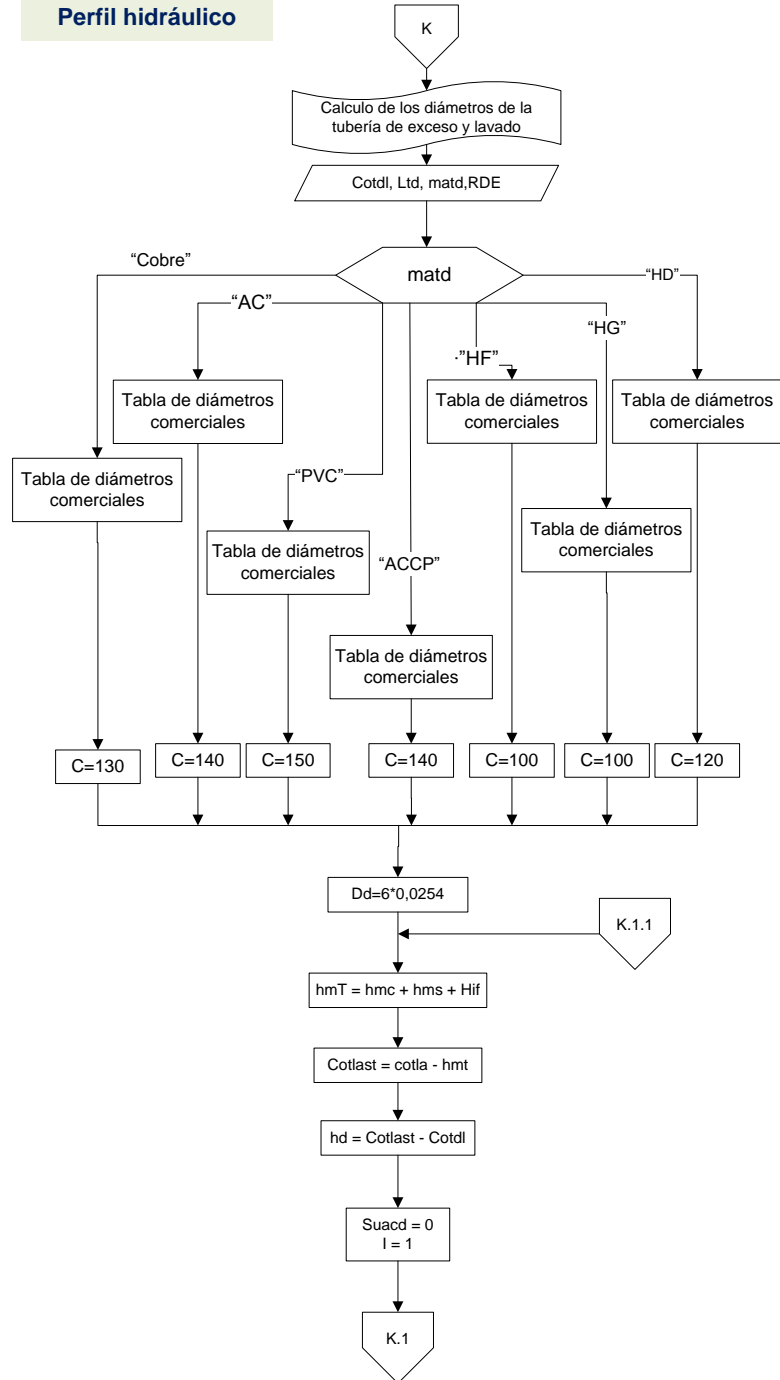 Perfil hidráulico
K
Calculo de los diámetros de la
tubería de exceso y lavado
Cotdl, Ltd, matd,RDE
matd
“Cobre”
“HD”
“AC”
“HG”
·”HF”
Tabla de diámetros
comerciales
Tabla de diámetros
comerciales
Tabla de diámetros
comerciales
Tabla de diámetros
comerciales
“PVC”
Tabla de diámetros
comerciales
Tabla de diámetros
comerciales
“ACCP”
Tabla de diámetros
comerciales
C=130
C=140
C=150
C=140
C=100
C=100
C=120
Dd=6*0,0254
K.1.1
hmT = hmc + hms + Hif
Cotlast = cotla - hmt
hd = Cotlast - Cotdl
Suacd = 0
I = 1
K.1